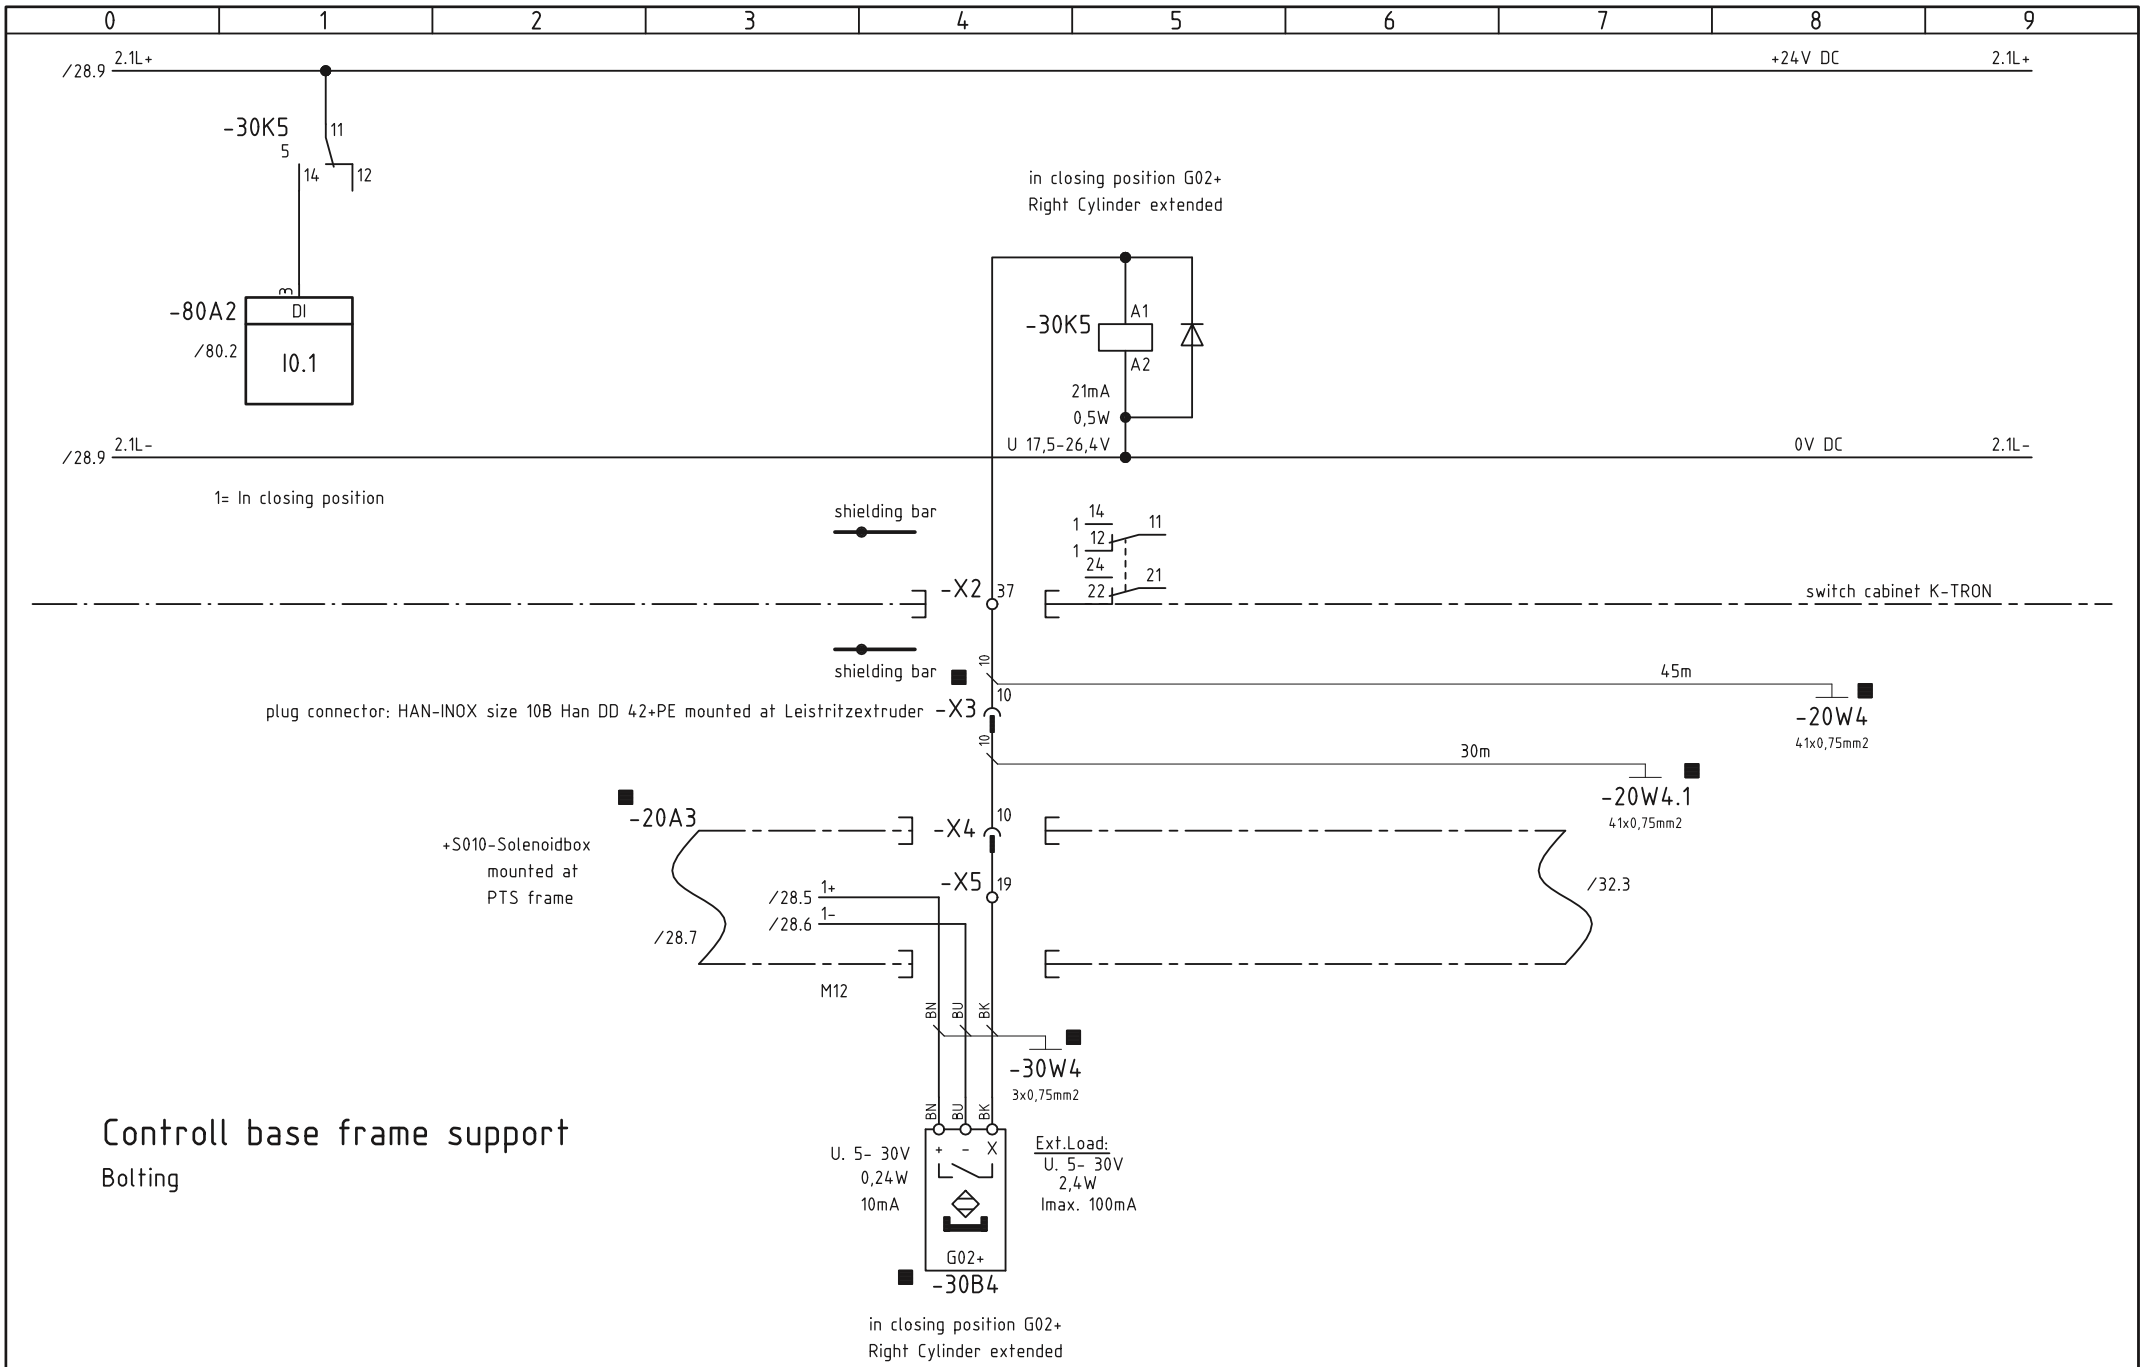 0 1 2 3 4 5 6 7 8 9
/28.9 2.1L+ +24V DC 2.1L+
-30K5
5
11
14 12
in closing position G02+
Right Cylinder extended
3
-80A2 DI
/80.2 I0.1
-30K5
A1
A2
21mA
0,5W
U 17,5-26,4V
/28.9 2.1L- 0V DC 2.1L-
1= In closing position
shielding bar
14
1 11
12
1
24
21
22
-X2 37
switch cabinet K-TRON
shielding bar
10
45m
-20W4
41x0,75mm2
plug connector: HAN-INOX size 10B Han DD 42+PE mounted at Leistritzextruder -X3 10
10
30m
-20W4.1
41x0,75mm2
-20A3
+S010-Solenoidbox
mounted at
PTS frame
-X4 10
-X5 19
/28.5 1+
/28.6 1-
/28.7
/32.3
M12
BN BU BK
-30W4
3x0,75mm2
Controll base frame support
Bolting
BN BU BK
+ - X
U. 5- 30V
0,24W
10mA
Ext.Load:
U. 5- 30V
2,4W
Imax. 100mA
G02+
-30B4
in closing position G02+
Right Cylinder extended